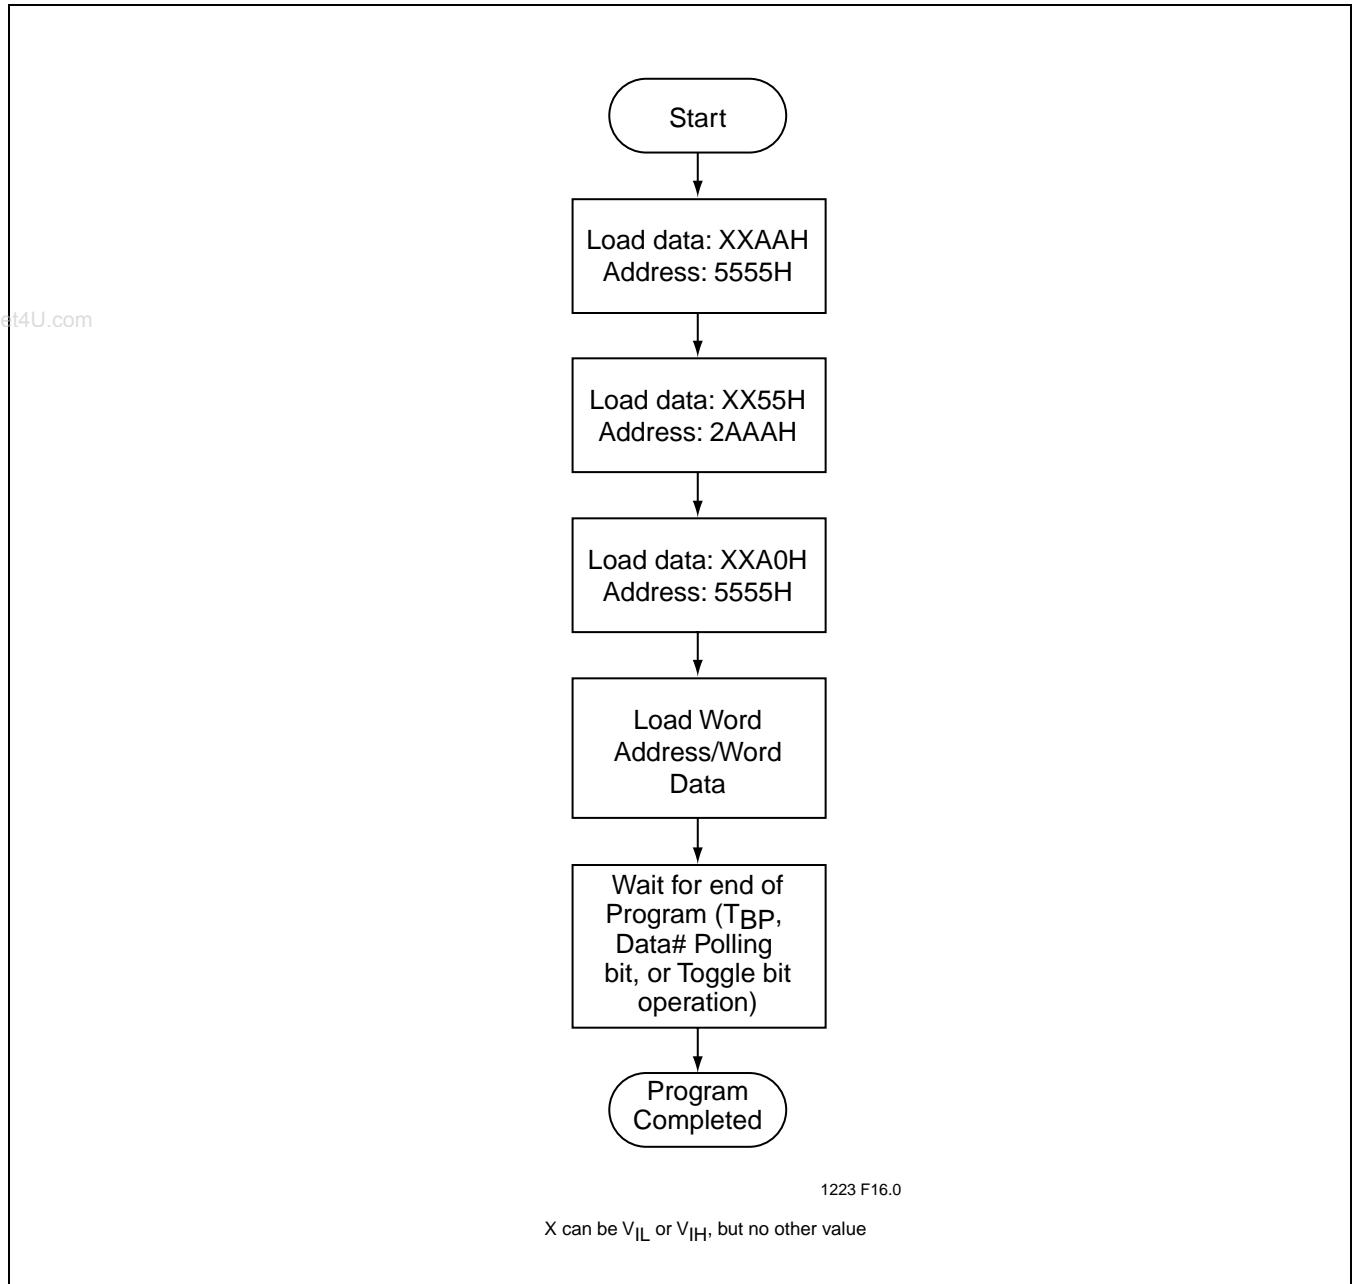 Start
Load data: XXAAH
Address: 5555H
et4U.com
Load data: XX55H
Address: 2AAAH
Load data: XXA0H
Address: 5555H
Load Word
Address/Word
Data
Wait for end of
Program (TBP,
Data# Polling
bit, or Toggle bit
operation)
Program
Completed
1223 F16.0
X can be VIL or VIH, but no other value